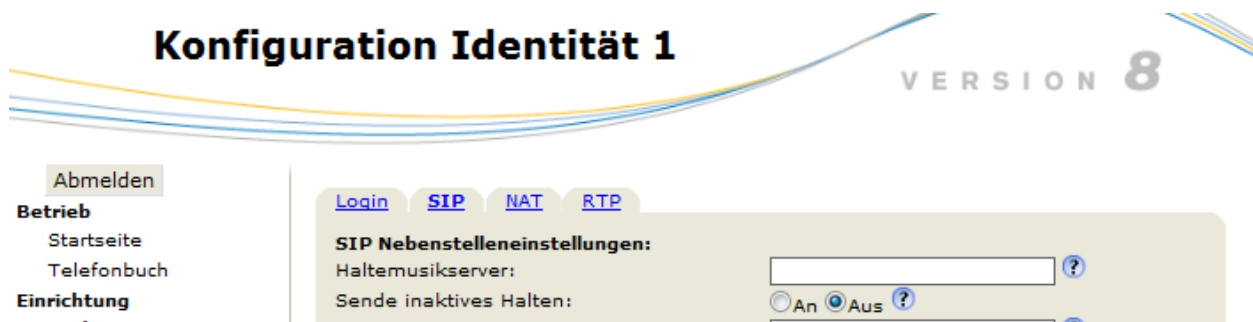 Konfiguration Identität 1
VERSION 8
Abmelden
Betrieb
Startseite
Telefonbuch
Einrichtung
Login SIP NAT RTP
SIP Nebenstelleneinstellungen:
Haltemusikserver: ?
Sende inaktives Halten: An Aus ?